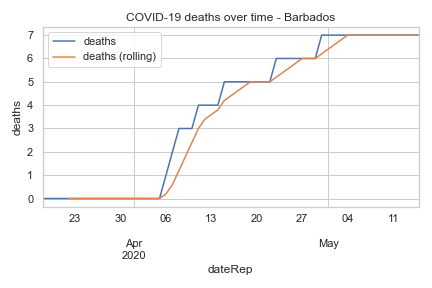 COVID-19 deaths over time - Barbados
deaths
deaths (rolling)
deaths
7
6
5
4
3
2
1
0
23 30 06 13 20 27 04 11
Apr May
2020
dateRep